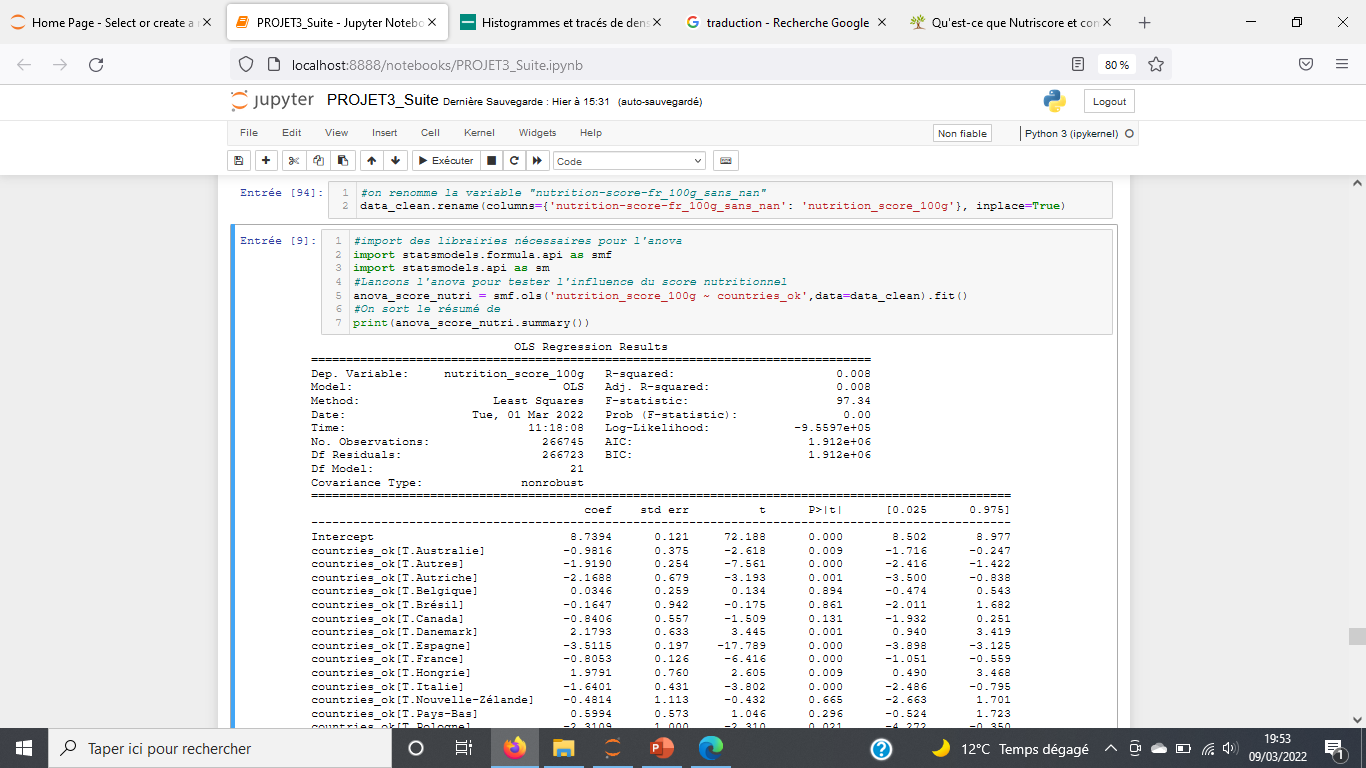 Home Page - Select or create a
PROJET3_Suite - Jupyter Notebo
Histogrammes et tracés de dens
traduction - Recherche Google
Qu'est-ce que Nutriscore et con
localhost:8888/notebooks/PROJET3_Suite.ipynb
80 %
jupyter PROJET3_Suite Dernière Sauvegarde : Hier à 15:31 (auto-sauvegardé)
Logout
File Edit View Insert Cell Kernel Widgets Help
Non fiable
Python 3 (ipykernel)
Exécuter
Code
Entrée [94]:
1 #on renomme la variable "nutrition-score-fr_100g_sans_nan"
2 data_clean.rename(columns={'nutrition-score-fr_100g_sans_nan': 'nutrition_score_100g'}, inplace=True)
Entrée [9]:
1 #import des librairies nécessaires pour l'anova
2 import statsmodels.formula.api as smf
3 import statsmodels.api as sm
4 #Lancons l'anova pour tester l'influence du score nutritionnel
5 anova_score_nutri = smf.ols('nutrition_score_100g ~ countries_ok',data=data_clean).fit()
6 #On sort le résumé de
7 print(anova_score_nutri.summary())
OLS Regression Results
Dep. Variable: nutrition_score_100g R-squared: 0.008
Model: OLS Adj. R-squared: 0.008
Method: Least Squares F-statistic: 97.34
Date: Tue, 01 Mar 2022 Prob (F-statistic): 0.00
Time: 11:18:08 Log-Likelihood: -9.5597e+05
No. Observations: 266745 AIC: 1.912e+06
Df Residuals: 266723 BIC: 1.912e+06
Df Model: 21
Covariance Type: nonrobust
coef std err t P>|t| [0.025 0.975]
Intercept 8.7394 0.121 72.188 0.000 8.502 8.977
countries_ok[T.Australie] -0.9816 0.375 -2.618 0.009 -1.716 -0.247
countries_ok[T.Autres] -1.9190 0.254 -7.561 0.000 -2.416 -1.422
countries_ok[T.Autriche] -2.1688 0.679 -3.193 0.001 -3.500 -0.838
countries_ok[T.Belgique] 0.0346 0.259 0.134 0.894 -0.474 0.543
countries_ok[T.Brésil] -0.1647 0.942 -0.175 0.861 -2.011 1.682
countries_ok[T.Canada] -0.8406 0.557 -1.509 0.131 -1.932 0.251
countries_ok[T.Danemark] 2.1793 0.633 3.445 0.001 0.940 3.419
countries_ok[T.Espagne] -3.5115 0.197 -17.789 0.000 -3.898 -3.125
countries_ok[T.France] -0.8053 0.126 -6.416 0.000 -1.051 -0.559
countries_ok[T.Hongrie] 1.9791 0.760 2.605 0.009 0.490 3.468
countries_ok[T.Italie] -1.6401 0.431 -3.802 0.000 -2.486 -0.795
countries_ok[T.Nouvelle-Zélande] -0.4814 1.113 -0.432 0.665 -2.663 1.701
countries_ok[T.Pays-Bas] 0.5994 0.573 1.046 0.296 -0.524 1.723
countries_ok[T.Pologne] -2.3109 1.000 -2.310 0.021 -4.272 -0.350
Taper ici pour rechercher
12°C Temps dégagé
19:53
09/03/2022
1